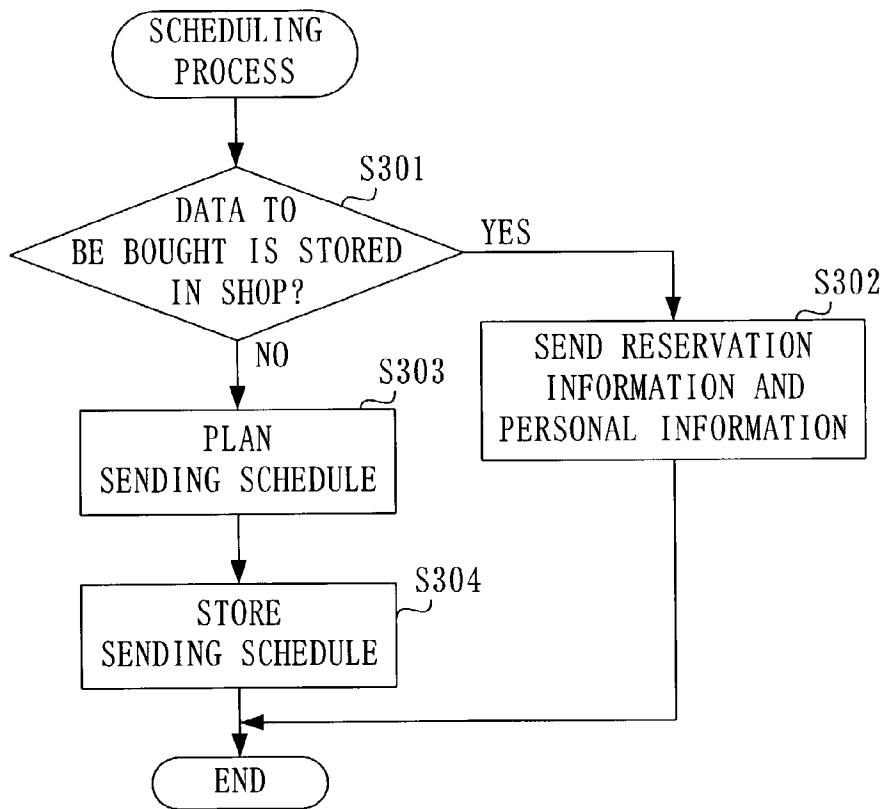 SCHEDULING
PROCESS
S301
DATA TO
BE BOUGHT IS STORED
IN SHOP?
YES
NO
S302
SEND RESERVATION
INFORMATION AND
PERSONAL INFORMATION
S303
PLAN
SENDING SCHEDULE
S304
STORE
SENDING SCHEDULE
END